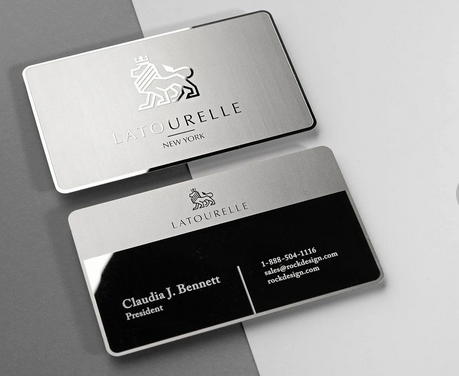 LATOURELLE
NEW YORK
LATOURELLE
Claudia J. Bennett
President
1-888-504-1116
sales@rockdesign.com
rockdesign.com